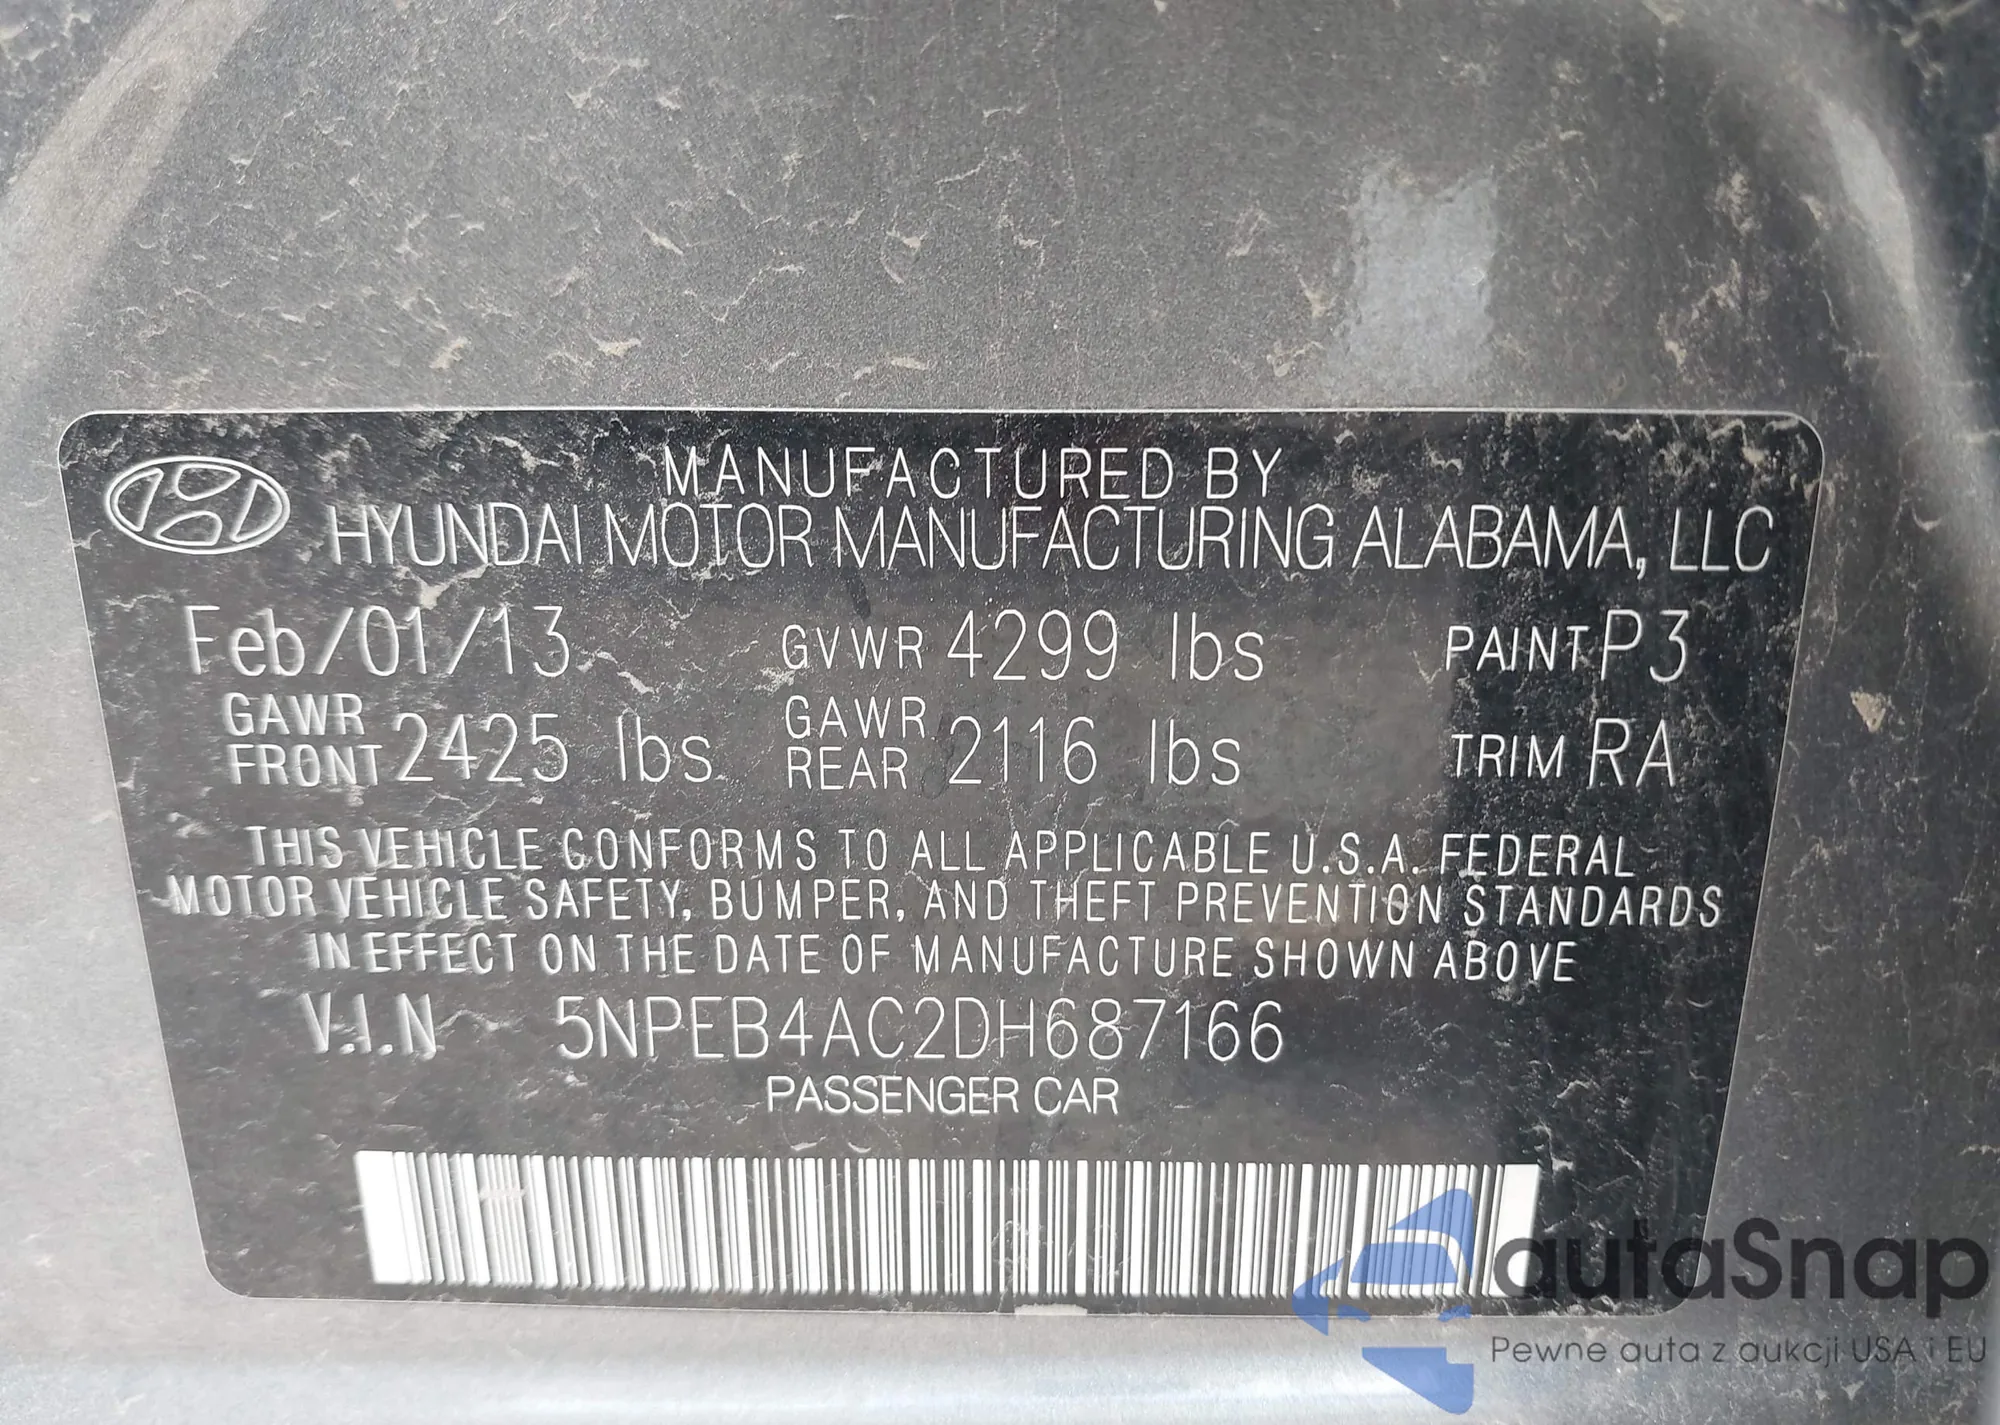 MANUFACTURED BY
HYUNDAI MOTOR MANUFACTURING ALABAMA, LLC
Feb/01/13 GVWR 4299 lbs PAINT P3
GAWR FRONT 2425 lbs GAWR REAR 2116 lbs TRIM RA
THIS VEHICLE CONFORMS TO ALL APPLICABLE U.S.A. FEDERAL
MOTOR VEHICLE SAFETY, BUMPER, AND THEFT PREVENTION STANDARDS
IN EFFECT ON THE DATE OF MANUFACTURE SHOWN ABOVE
V.I.N 5NPEB4AC2DH687166
PASSENGER CAR
autaSnap
Pewne auta z aukcji USA i EU